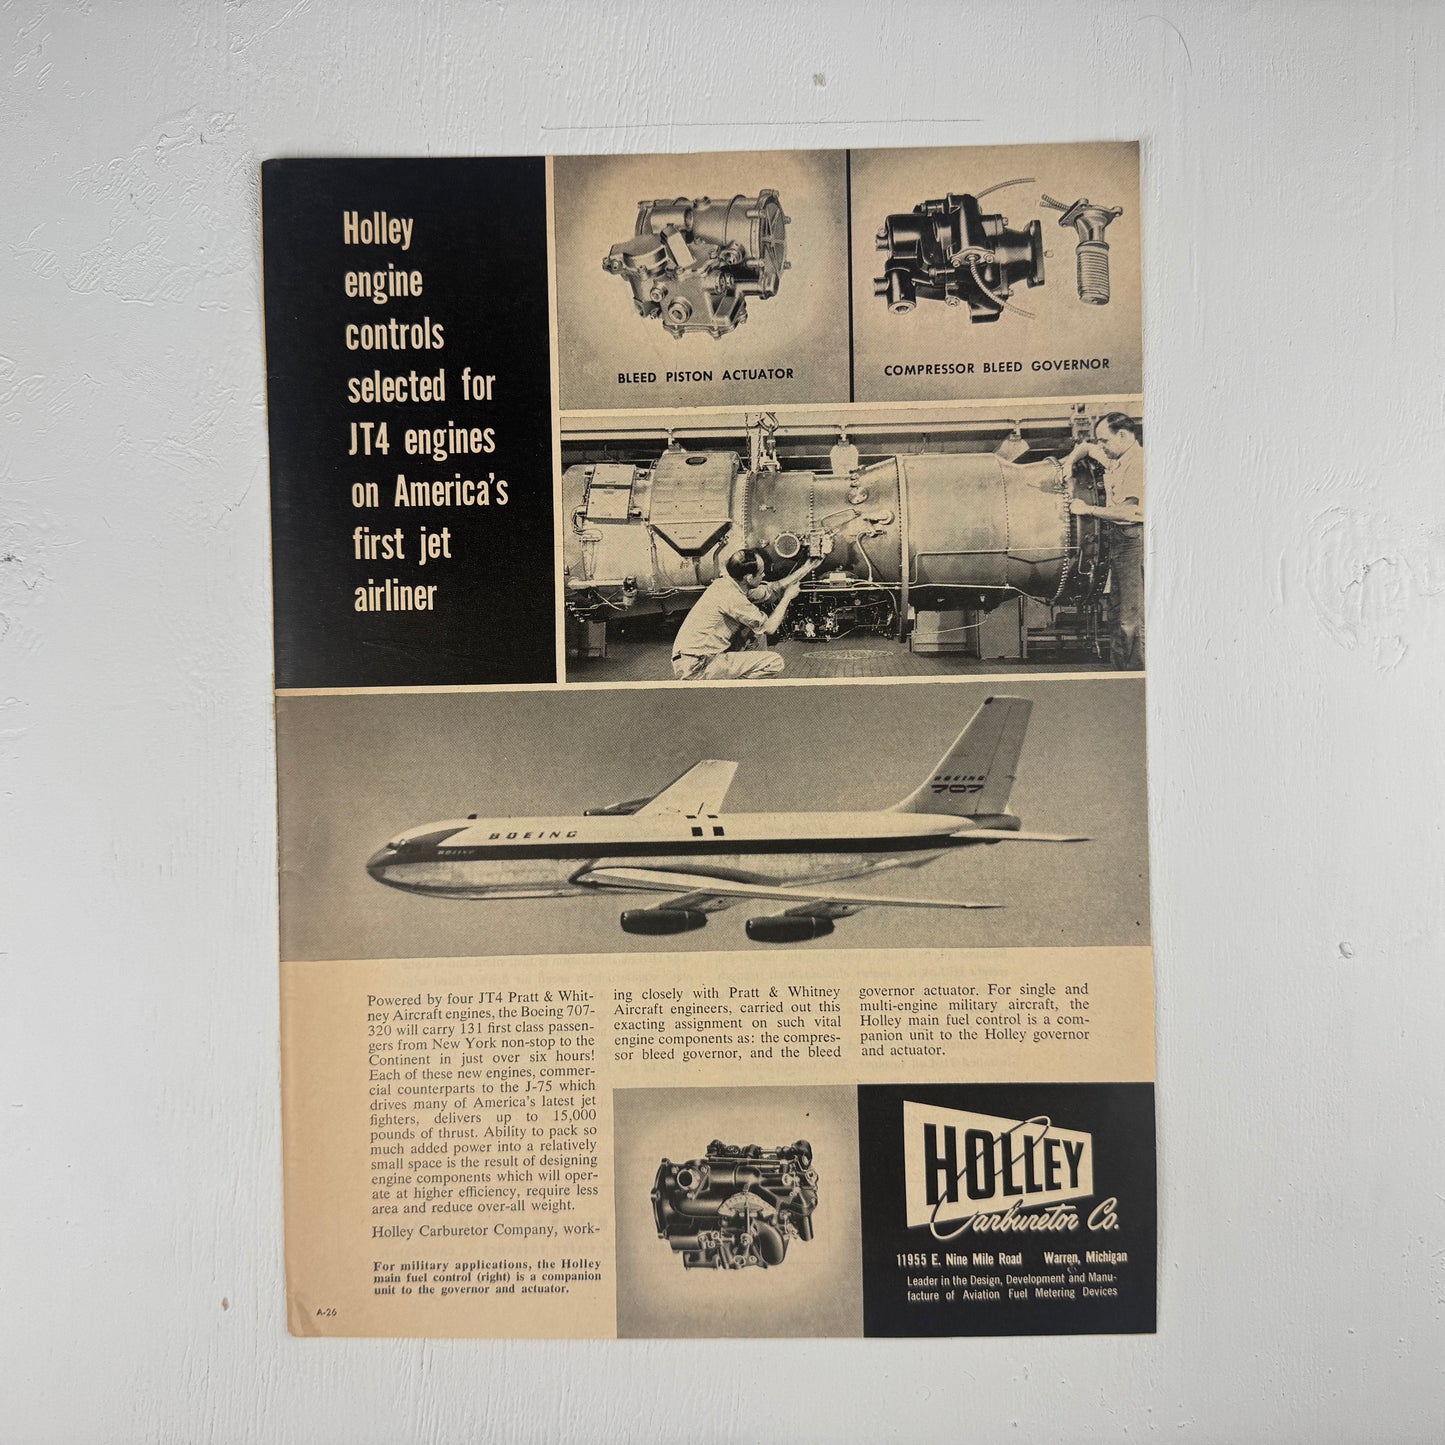 Holley
engine
controls
selected for
JT4 engines
on America's
first jet
airliner
BLEED PISTON ACTUATOR
COMPRESSOR BLEED GOVERNOR
BOEING
707
BOEING
BOEING
Powered by four JT4 Pratt & Whit-
ney Aircraft engines, the Boeing 707-
320 will carry 131 first class passen-
gers from New York non-stop to the
Continent in just over six hours!
Each of these new engines, commer-
cial counterparts to the J-75 which
drives many of America's latest jet
fighters, delivers up to 15,000
pounds of thrust. Ability to pack so
much added power into a relatively
small space is the result of designing
engine components which will oper-
ate at higher efficiency, require less
area and reduce over-all weight.
Holley Carburetor Company, work-
ing closely with Pratt & Whitney
Aircraft engineers, carried out this
exacting assignment on such vital
engine components as: the compres-
sor bleed governor, and the bleed
governor actuator. For single and
multi-engine military aircraft, the
Holley main fuel control is a com-
panion unit to the Holley governor
and actuator.
For military applications, the Holley
main fuel control (right) is a companion
unit to the governor and actuator.
A-26
HOLLEY
Carburetor Co.
11955 E. Nine Mile Road Warren, Michigan
Leader in the Design, Development and Manu-
facture of Aviation Fuel Metering Devices